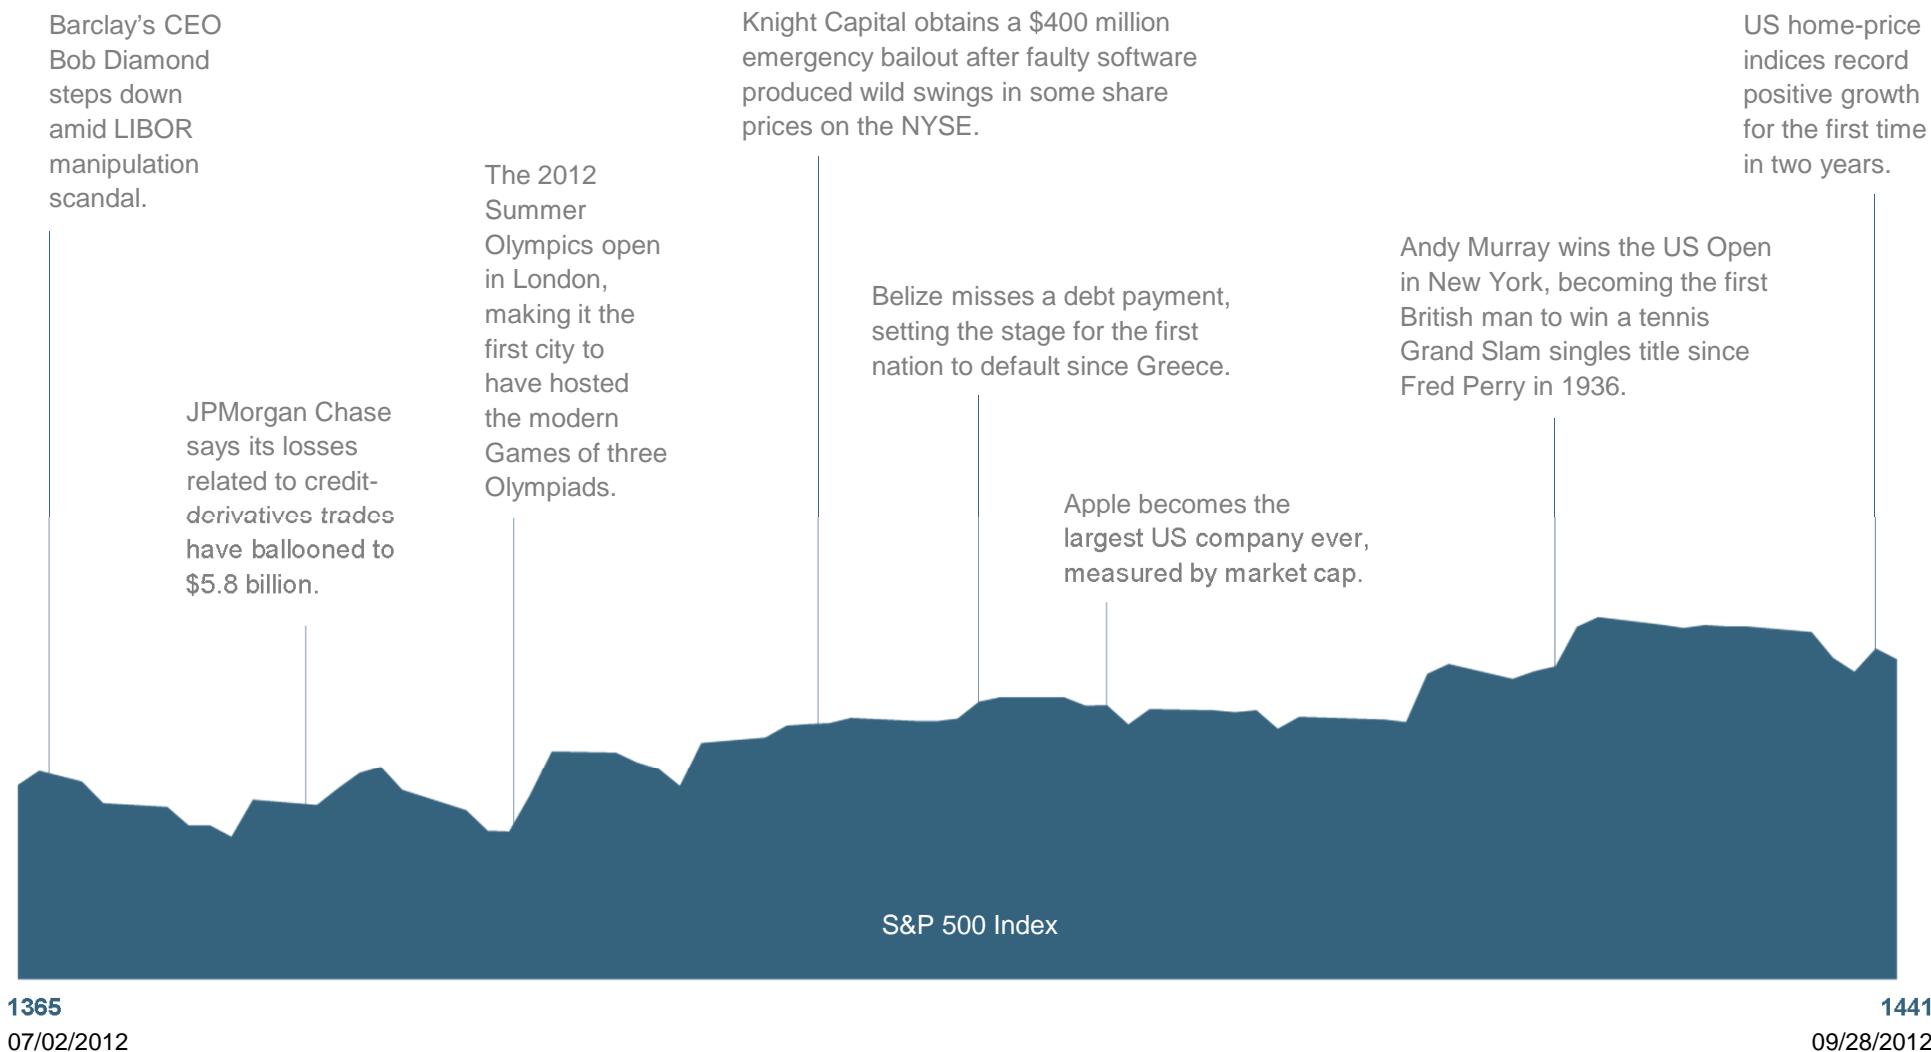 Barclay's CEO
Bob Diamond
steps down
amid LIBOR
manipulation
scandal.
JPMorgan Chase
says its losses
related to credit-
derivatives trades
have ballooned to
$5.8 billion.
The 2012
Summer
Olympics open
in London,
making it the
first city to
have hosted
the modern
Games of three
Olympiads.
Knight Capital obtains a $400 million
emergency bailout after faulty software
produced wild swings in some share
prices on the NYSE.
Belize misses a debt payment,
setting the stage for the first
nation to default since Greece.
Apple becomes the
largest US company ever,
measured by market cap.
Andy Murray wins the US Open
in New York, becoming the first
British man to win a tennis
Grand Slam singles title since
Fred Perry in 1936.
US home-price
indices record
positive growth
for the first time
in two years.
S&P 500 Index
1365
07/02/2012
1441
09/28/2012